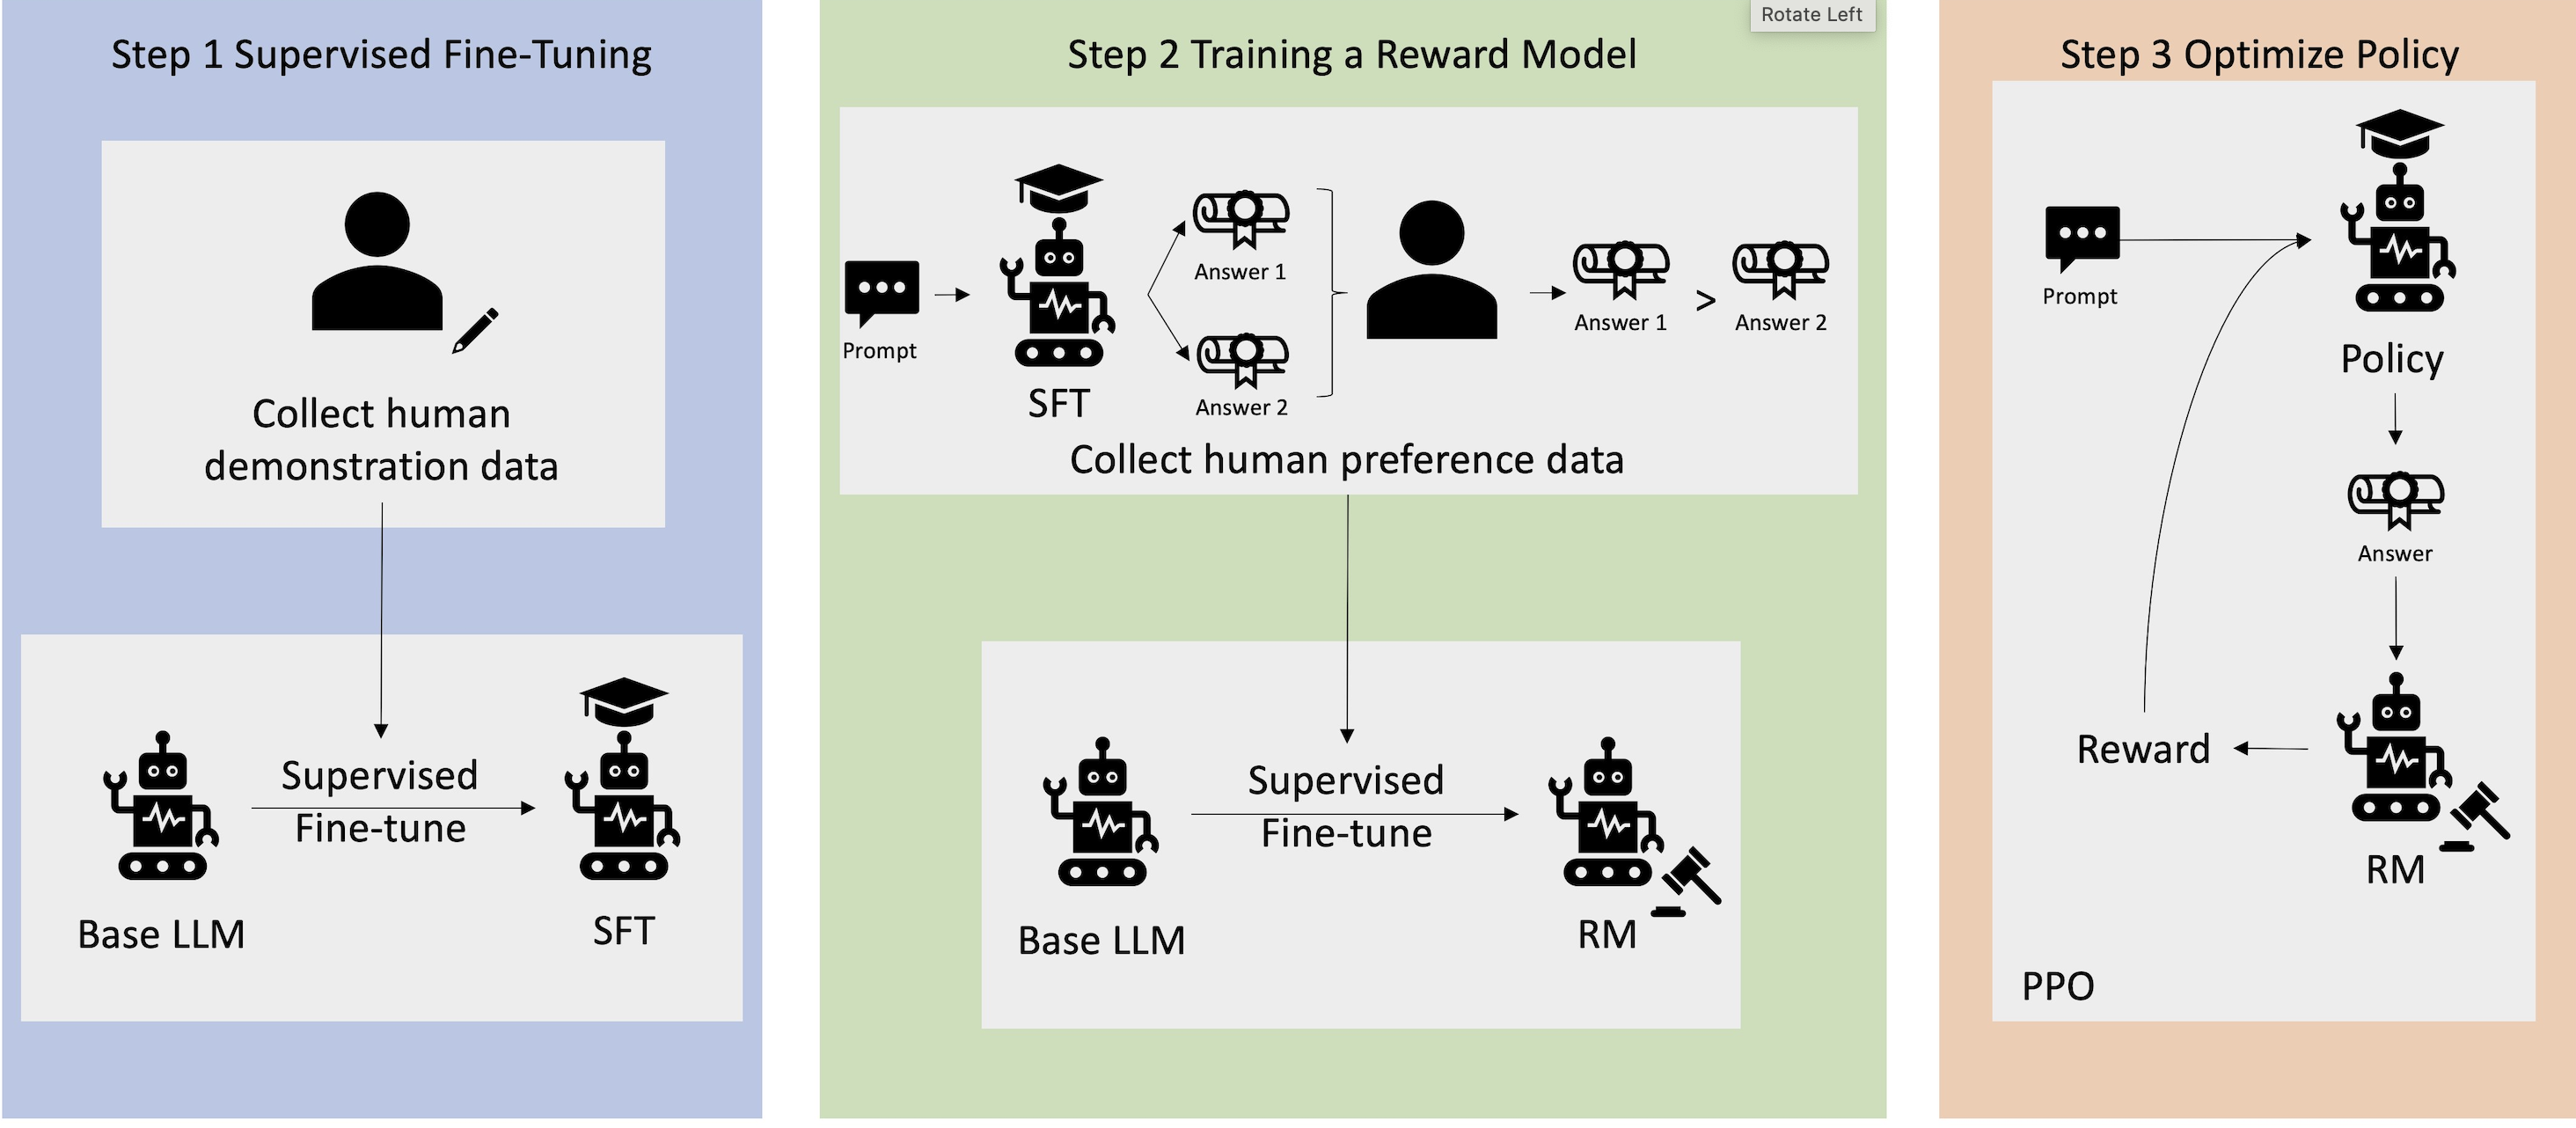 Rotate Left
Step 1 Supervised Fine-Tuning
Collect human
demonstration data
Supervised
Fine-tune
Base LLM
SFT
Step 2 Training a Reward Model
Prompt
SFT
Answer 1
Answer 2
Answer 1
>
Answer 2
Collect human preference data
Supervised
Fine-tune
Base LLM
RM
Step 3 Optimize Policy
Prompt
Policy
Answer
Reward
RM
PPO